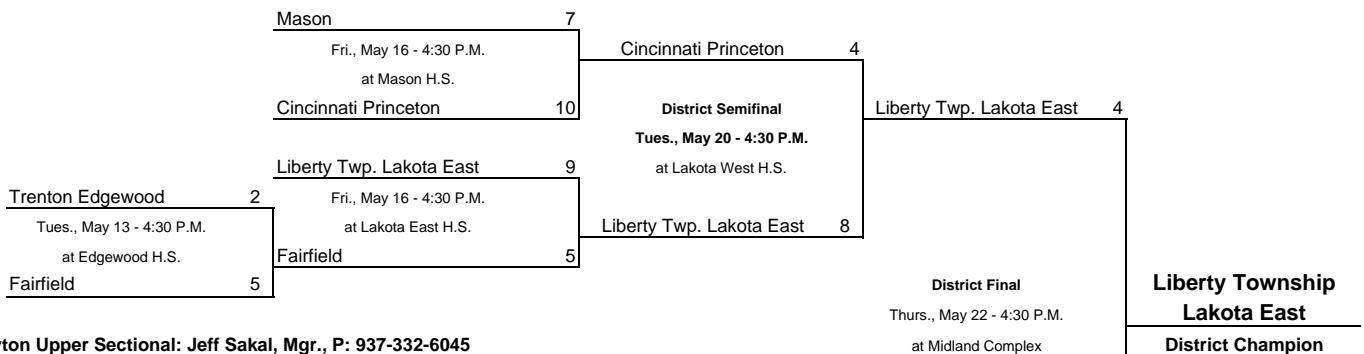 Mason 7
Fri., May 16 - 4:30 P.M.
at Mason H.S.
Cincinnati Princeton 10
Cincinnati Princeton 4
District Semifinal
Tues., May 20 - 4:30 P.M.
at Lakota West H.S.
Liberty Twp. Lakota East 4
Liberty Twp. Lakota East 9
Fri., May 16 - 4:30 P.M.
at Lakota East H.S.
Fairfield 5
Trenton Edgewood 2
Tues., May 13 - 4:30 P.M.
at Edgewood H.S.
Fairfield 5
Liberty Twp. Lakota East 8
District Final
Thurs., May 22 - 4:30 P.M.
at Midland Complex
Liberty Township
Lakota East
District Champion
Upper Sectional: Jeff Sakal, Mgr., P: 937-332-6045